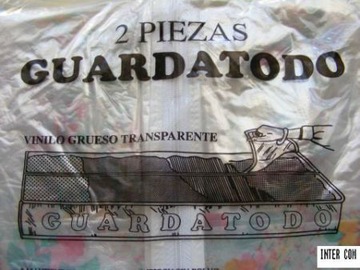 2 PIEZAS
GUARDATODO
VINILO GRUESO TRANSPARENTE
GUARDATODO
INTER COM